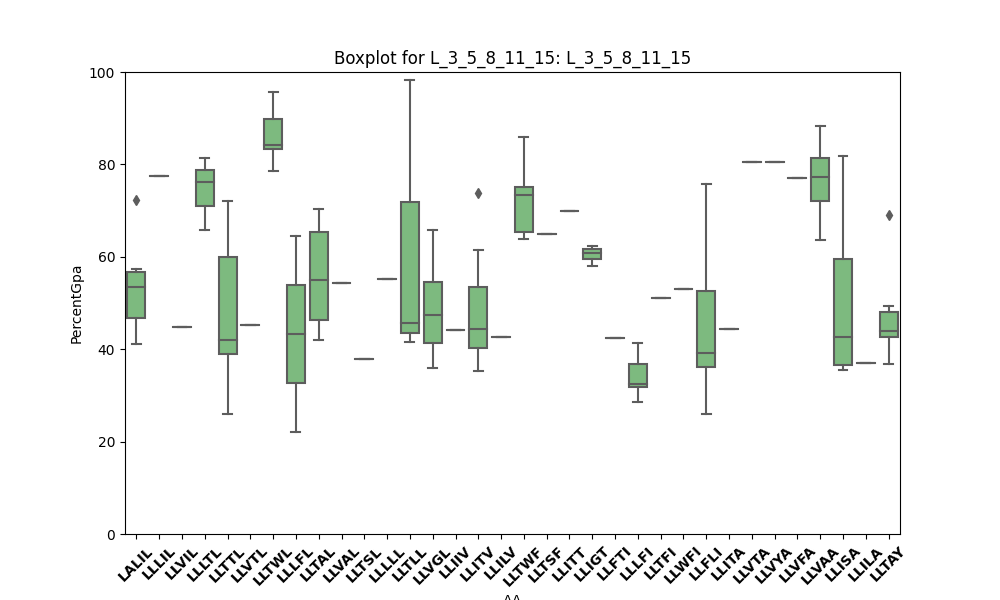 Boxplot for L_3_5_8_11_15: L_3_5_8_11_15
100
80
60
40
20
0
PercentGpa
LALIL
LLLIL
LLVIL
LLLTL
LLTTL
LLVTL
LLTWL
LLLFL
LLTAL
LLVAL
LLTSL
LLLLL
LLTLL
LLVGL
LLIIV
LLITV
LLILV
LLTWF
LLTSF
LLITT
LLIGT
LLFTI
LLLFI
LLTFI
LLWFI
LLFLI
LLITA
LLVTA
LLVYA
LLVFA
LLVAA
LLISA
LLILA
LLTAY
AA